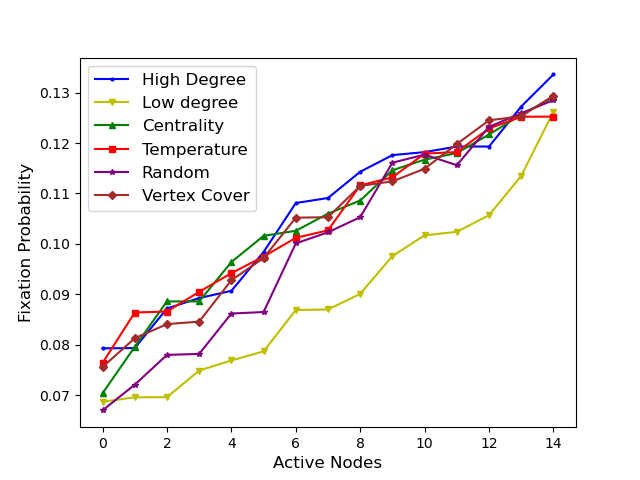 High Degree
Low degree
Centrality
Temperature
Random
Vertex Cover
0.13
0.12
0.11
0.10
0.09
0.08
0.07
Fixation Probability
0 2 4 6 8 10 12 14
Active Nodes